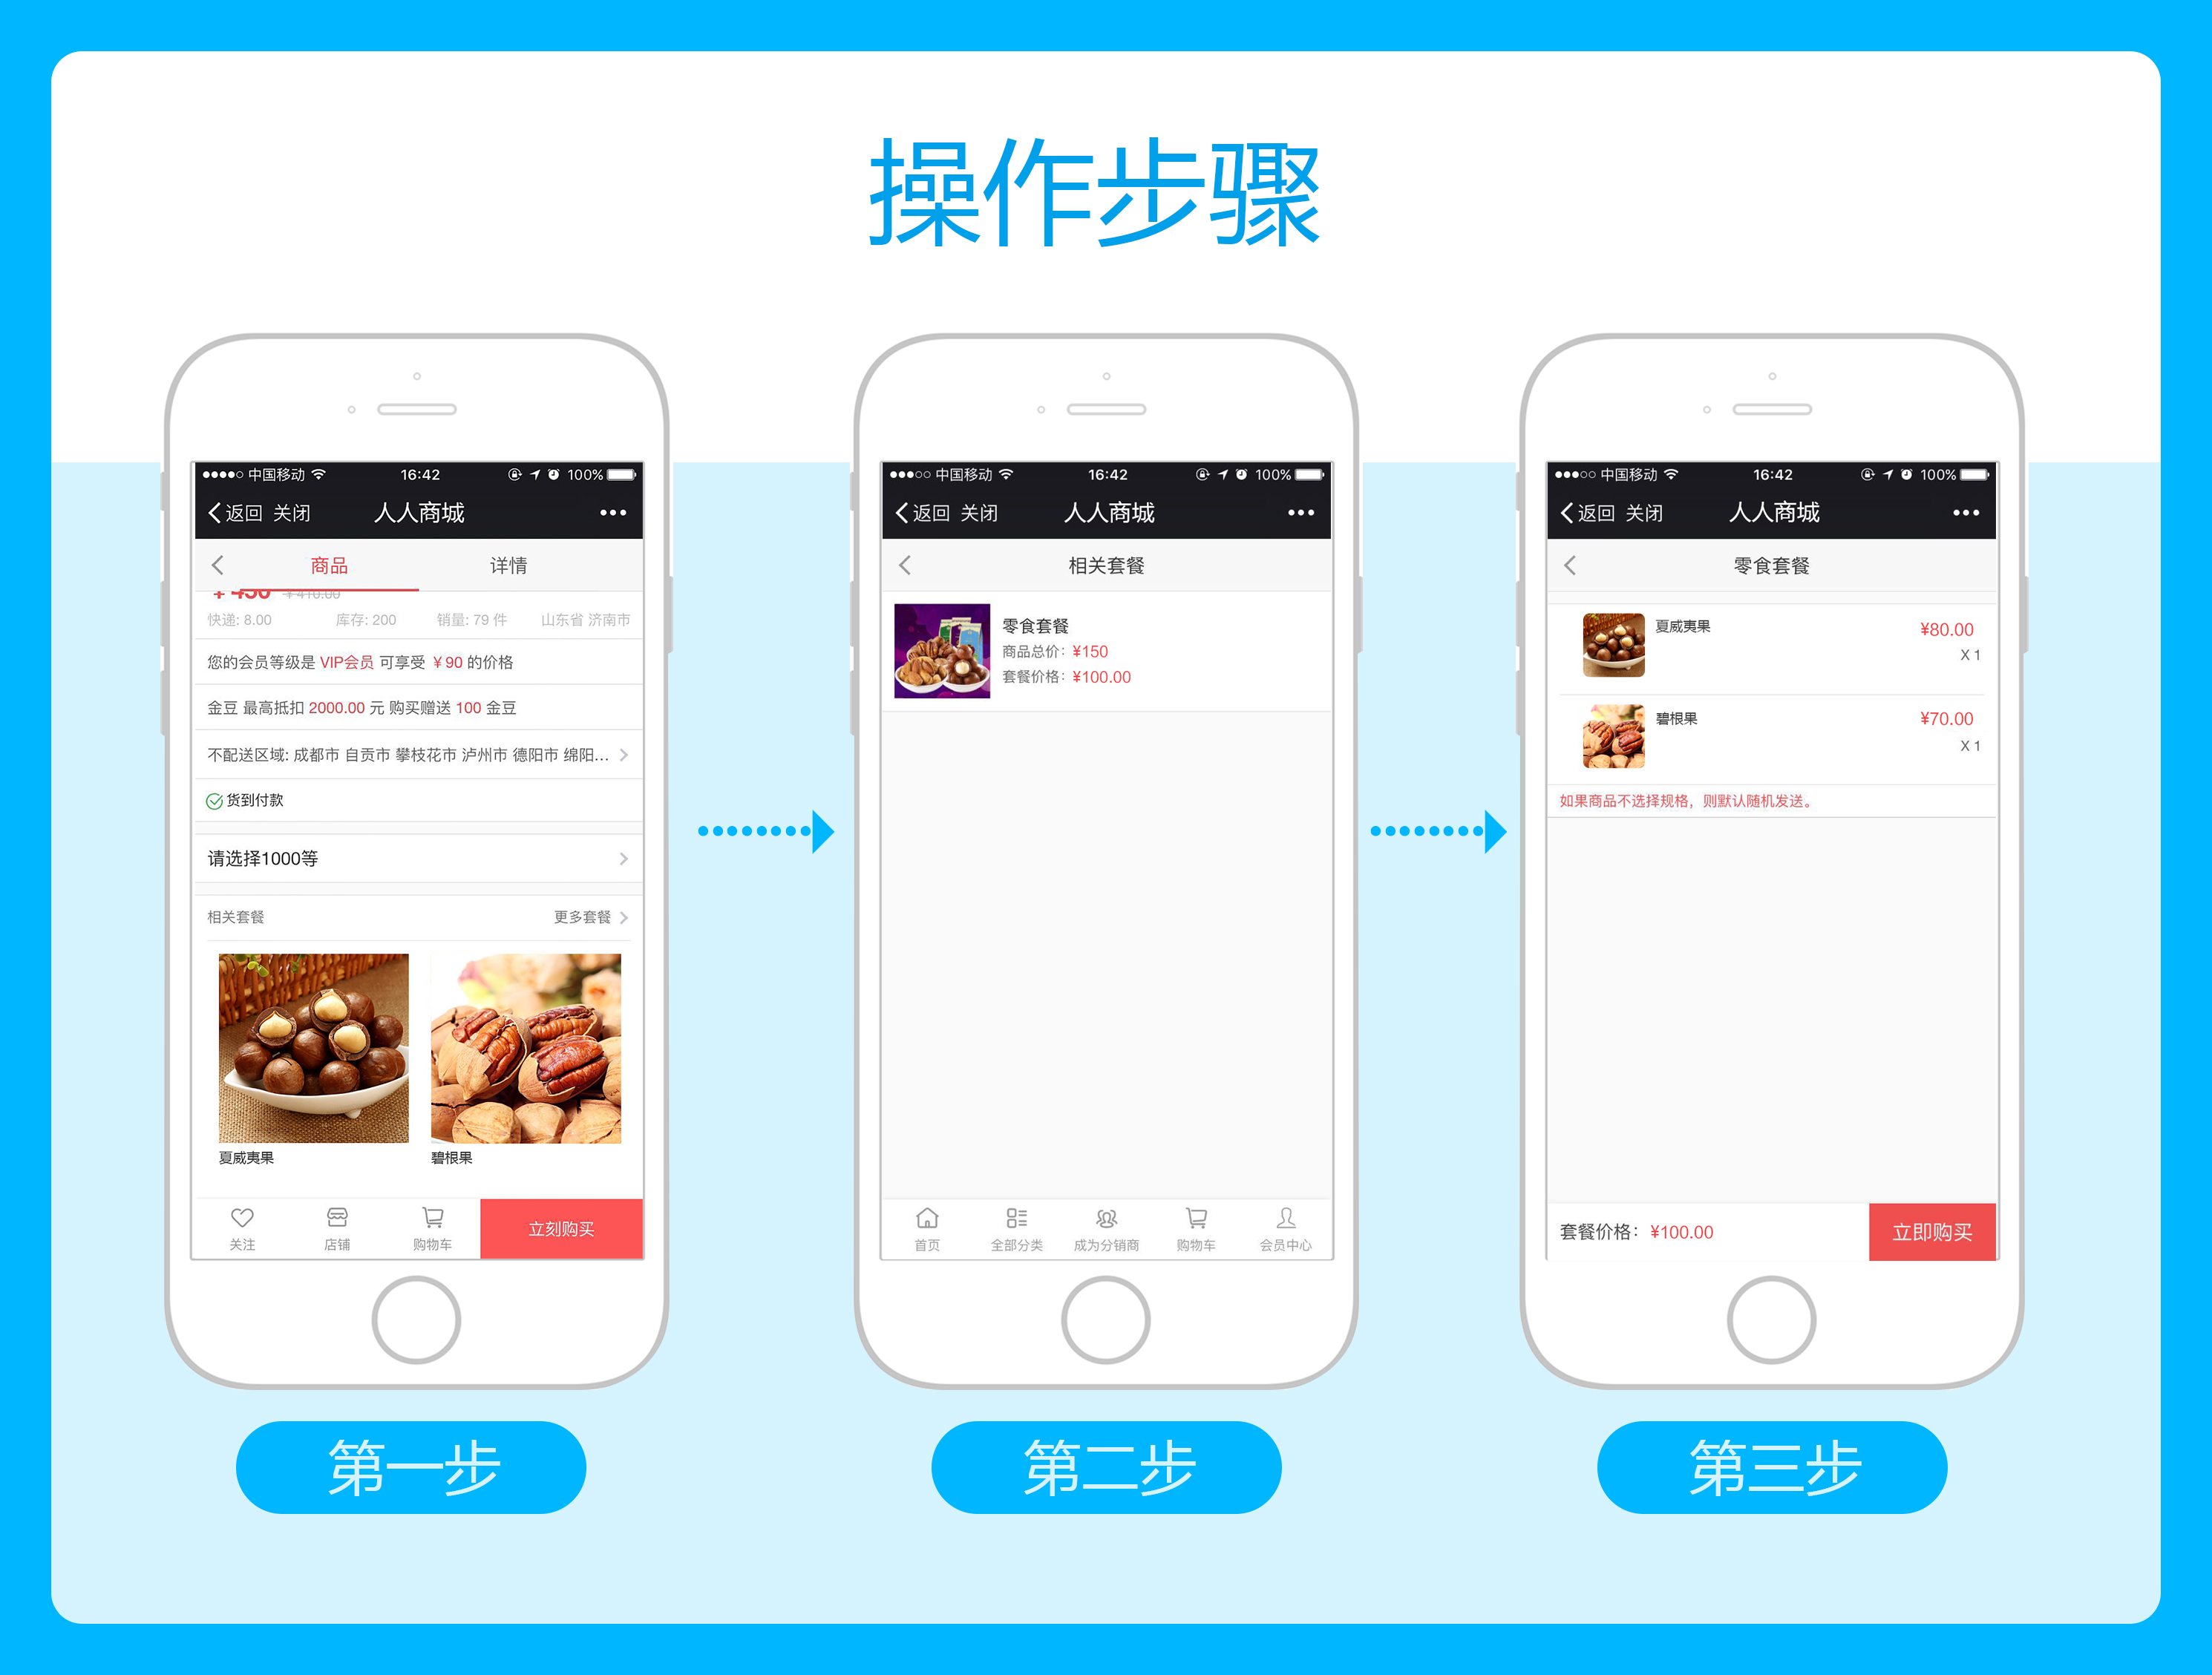 操作步骤
中国移动 16:42 100%
返回 关闭 人人商城
商品 详情
快递: 8.00 库存: 200 销量: 79 件 山东省 济南市
您的会员等级是 VIP会员 可享受 ￥90 的价格
金豆 最高抵扣 2000.00 元 购买赠送 100 金豆
不配送区域: 成都市 自贡市 攀枝花市 泸州市 德阳市 绵阳...
货到付款
请选择1000等
相关套餐 更多套餐
夏威夷果 碧根果
关注 店铺 购物车 立刻购买
第一步
中国移动 16:42 100%
返回 关闭 人人商城
相关套餐
零食套餐
商品总价: ¥150
套餐价格: ¥100.00
首页 全部分类 成为分销商 购物车 会员中心
第二步
中国移动 16:42 100%
返回 关闭 人人商城
零食套餐
夏威夷果 ¥80.00
X 1
碧根果 ¥70.00
X 1
如果商品不选择规格，则默认随机发送。
套餐价格: ¥100.00 立即购买
第三步